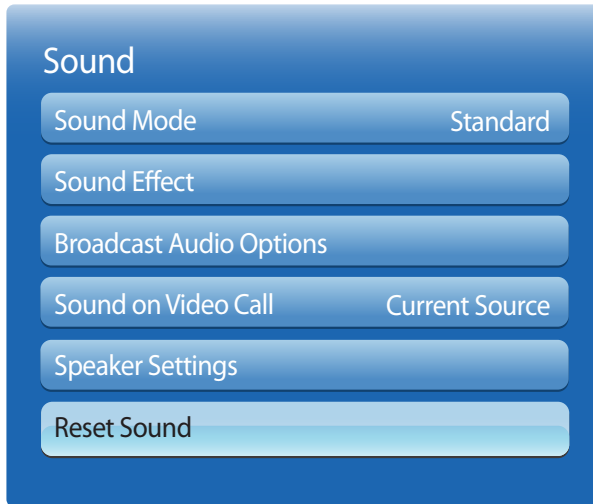 Sound
Sound Mode Standard
Sound Effect
Broadcast Audio Options
Sound on Video Call Current Source
Speaker Settings
Reset Sound